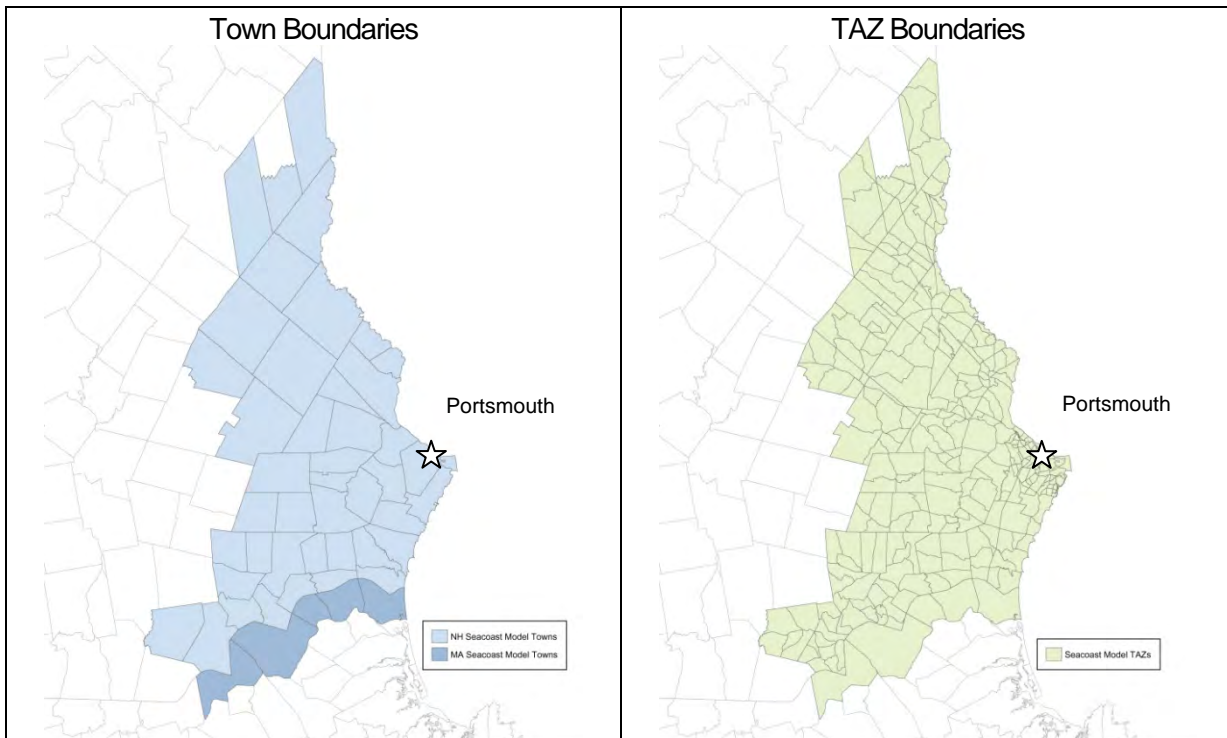 Town Boundaries
Portsmouth
NH Seacoast Model Towns
MA Seacoast Model Towns
TAZ Boundaries
Portsmouth
Seacoast Model TAZs